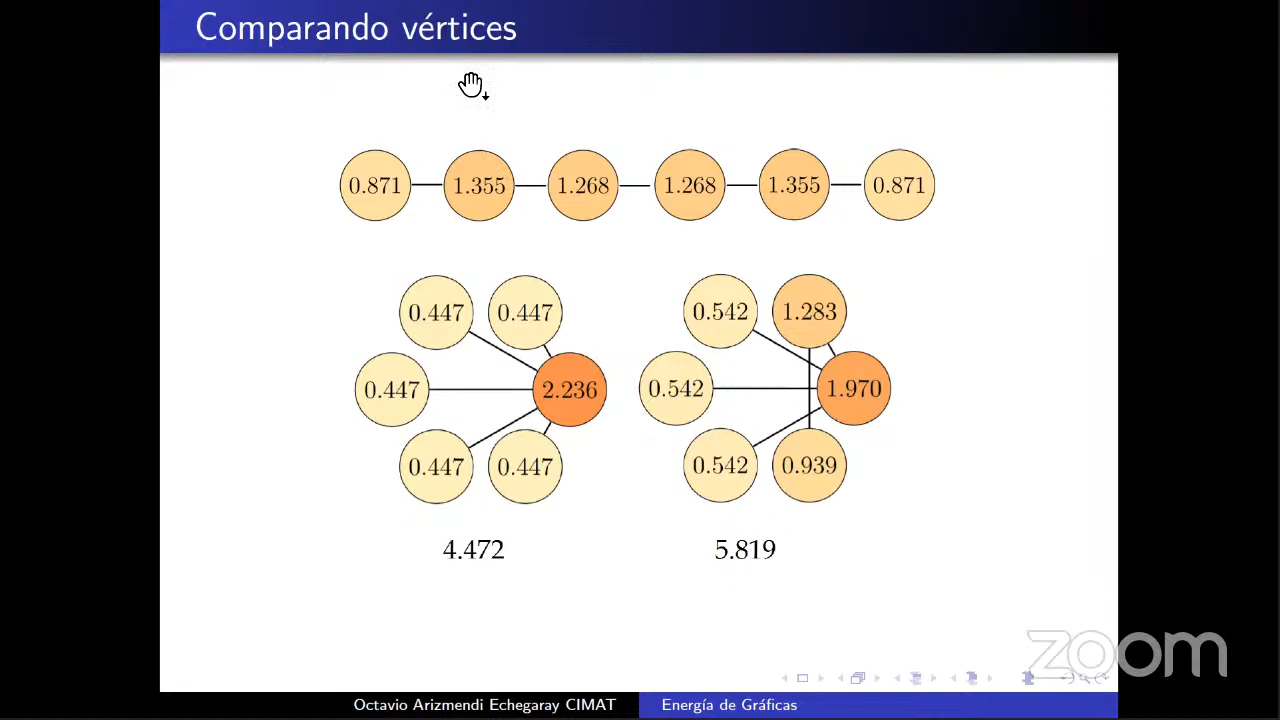 Comparando vértices
0.871 1.355 1.268 1.268 1.355 0.871
0.447 0.447 0.542 1.283
0.447 2.236 0.542 1.970
0.447 0.447 0.542 0.939
4.472 5.819
zoom
Octavio Arizmendi Echegaray CIMAT Energía de Gráficas